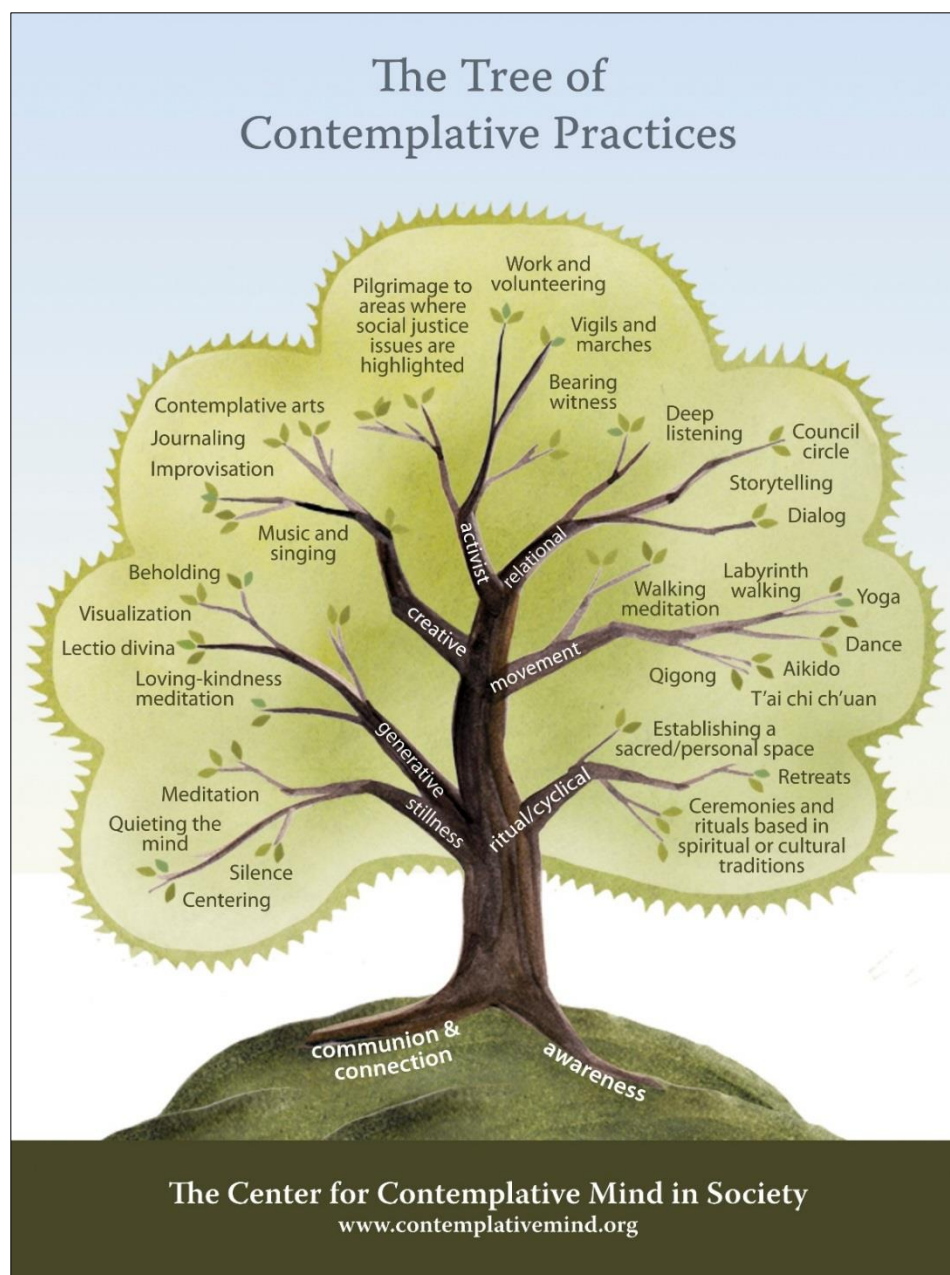 The Tree of
Contemplative Practices
Work and
volunteering
Pilgrimage to
areas where
social justice
issues are
highlighted
Vigils and
marches
Bearing
witness
Deep
listening
Council
circle
Storytelling
Dialog
Contemplative arts
Journaling
Improvisation
Music and
singing
activist
relational
Beholding
Visualization
Lectio divina
Loving-kindness
meditation
creative
movement
Walking
meditation
Labyrinth
walking
Yoga
Dance
Aikido
Qigong
T'ai chi ch'uan
generative
stillness
ritual/cyclical
Establishing a
sacred/personal space
Retreats
Ceremonies and
rituals based in
spiritual or cultural
traditions
Meditation
Quieting the
mind
Silence
Centering
communion &
connection
awareness
The Center for Contemplative Mind in Society
www.contemplativemind.org